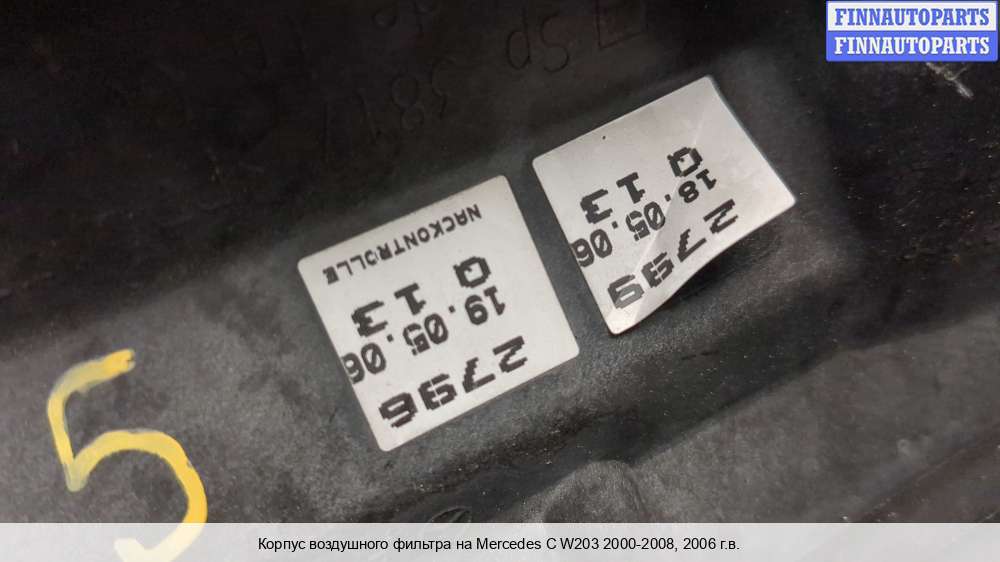 FINNAUTOPARTS
FINNAUTOPARTS
NACKONTROLLE
Q 13
19.05.06
2796
Q 13
18.05.06
2799
5
Корпус воздушного фильтра на Mercedes C W203 2000-2008, 2006 г.в.